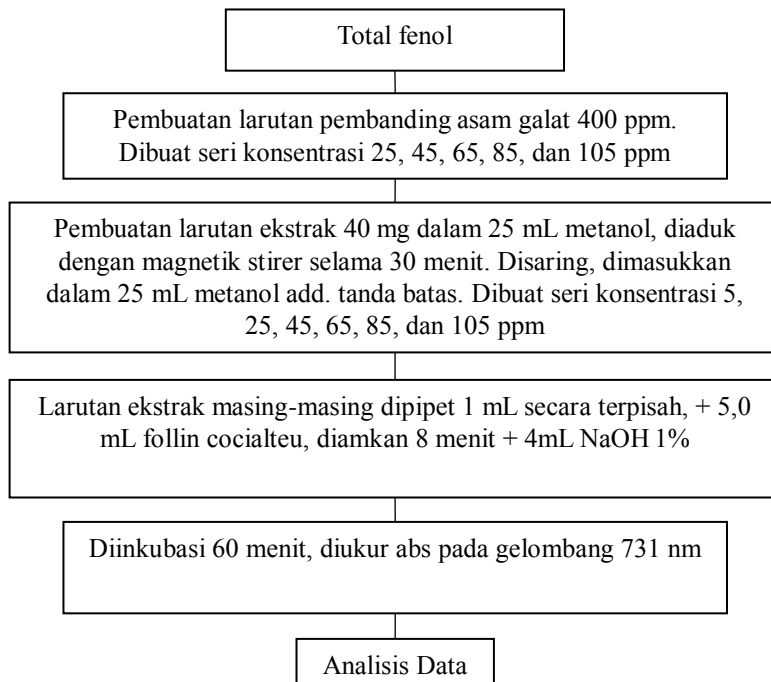 Total fenol
Pembuatan larutan pembanding asam galat 400 ppm.
Dibuat seri konsentrasi 25, 45, 65, 85, dan 105 ppm
Pembuatan larutan ekstrak 40 mg dalam 25 mL metanol, diaduk
dengan magnetik stirer selama 30 menit. Disaring, dimasukkan
dalam 25 mL metanol add. tanda batas. Dibuat seri konsentrasi 5,
25, 45, 65, 85, dan 105 ppm
Larutan ekstrak masing-masing dipipet 1 mL secara terpisah, + 5,0
mL follin cocialteu, diamkan 8 menit + 4mL NaOH 1%
Diinkubasi 60 menit, diukur abs pada gelombang 731 nm
Analisis Data